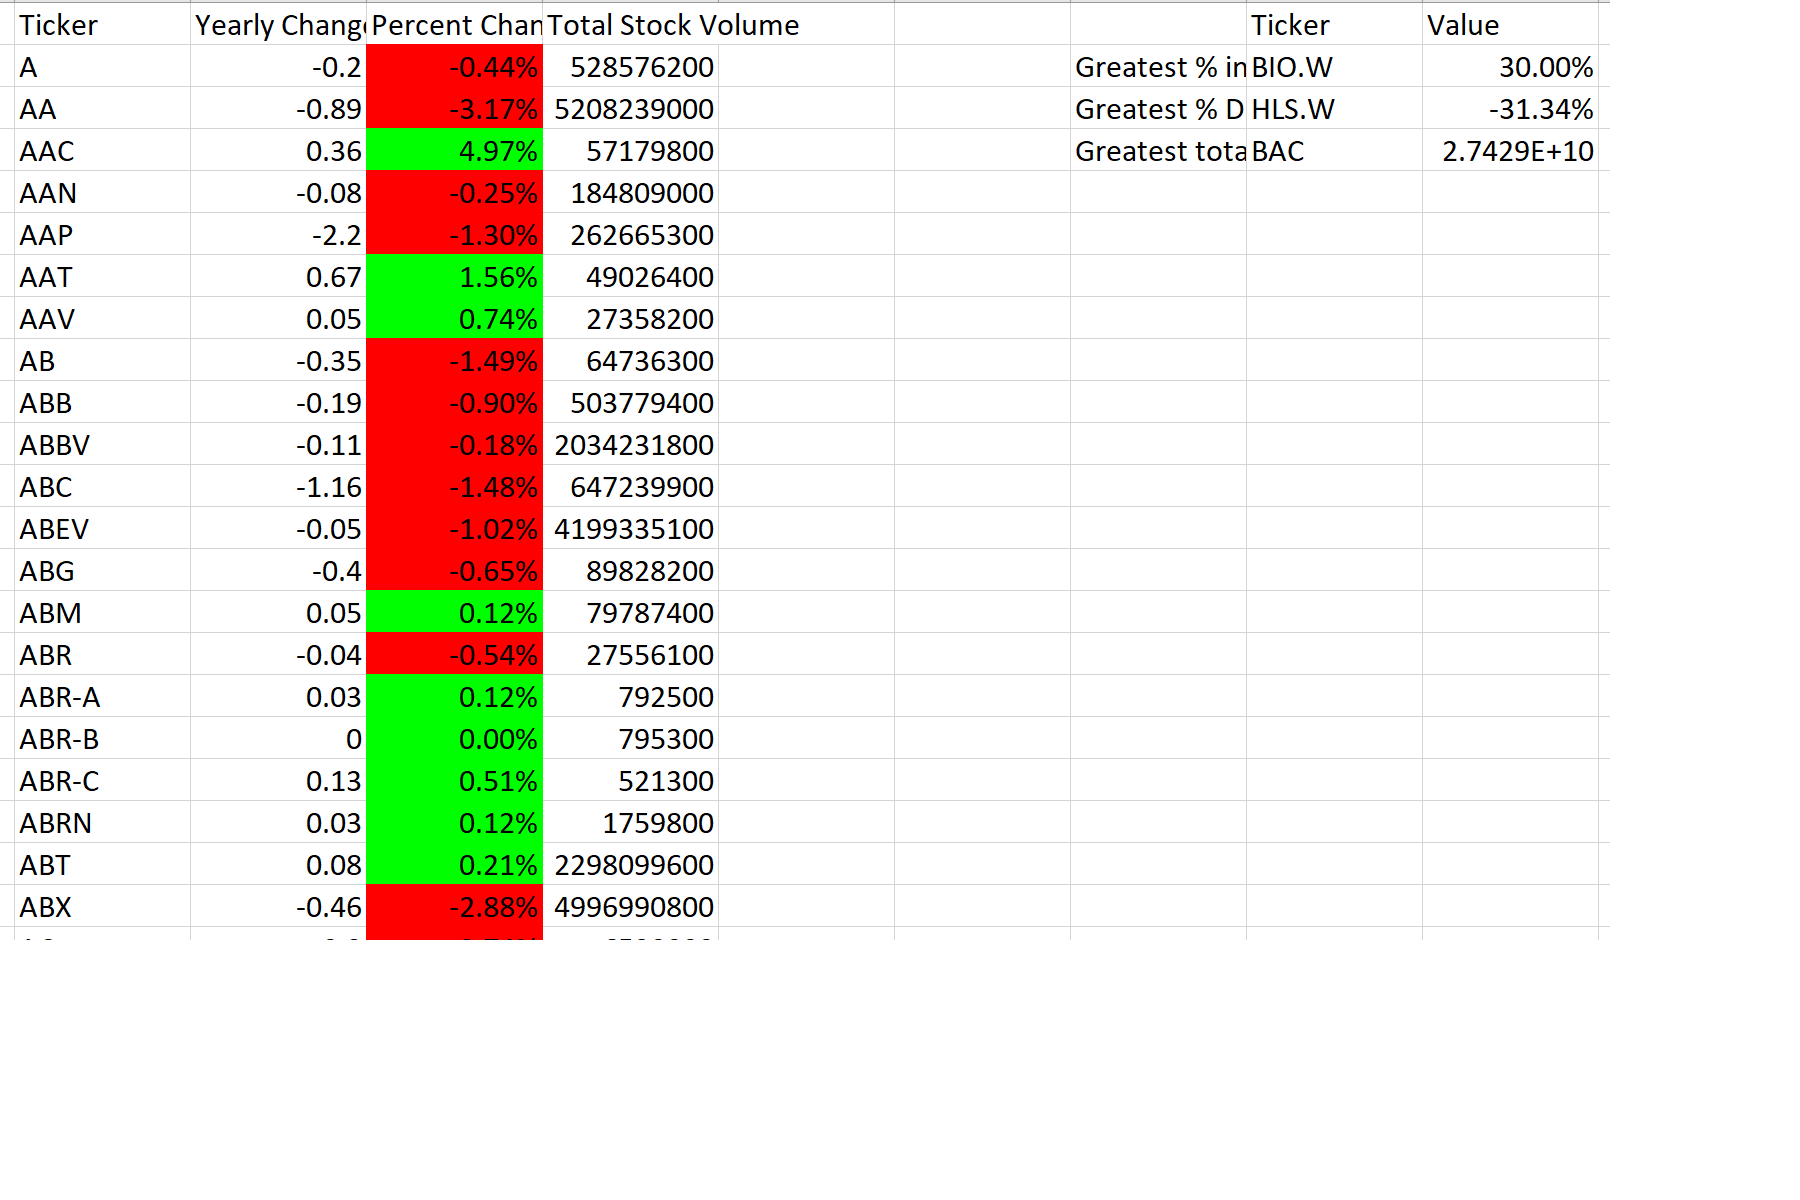 Ticker Yearly Chang Percent Chan Total Stock Volume Ticker Value
A -0.2 -0.44% 528576200 Greatest % in BIO.W 30.00%
AA -0.89 -3.17% 5208239000 Greatest % D HLS.W -31.34%
AAC 0.36 4.97% 57179800 Greatest tota BAC 2.7429E+10
AAN -0.08 -0.25% 184809000
AAP -2.2 -1.30% 262665300
AAT 0.67 1.56% 49026400
AAV 0.05 0.74% 27358200
AB -0.35 -1.49% 64736300
ABB -0.19 -0.90% 503779400
ABBV -0.11 -0.18% 2034231800
ABC -1.16 -1.48% 647239900
ABEV -0.05 -1.02% 4199335100
ABG -0.4 -0.65% 89828200
ABM 0.05 0.12% 79787400
ABR -0.04 -0.54% 27556100
ABR-A 0.03 0.12% 792500
ABR-B 0 0.00% 795300
ABR-C 0.13 0.51% 521300
ABRN 0.03 0.12% 1759800
ABT 0.08 0.21% 2298099600
ABX -0.46 -2.88% 4996990800